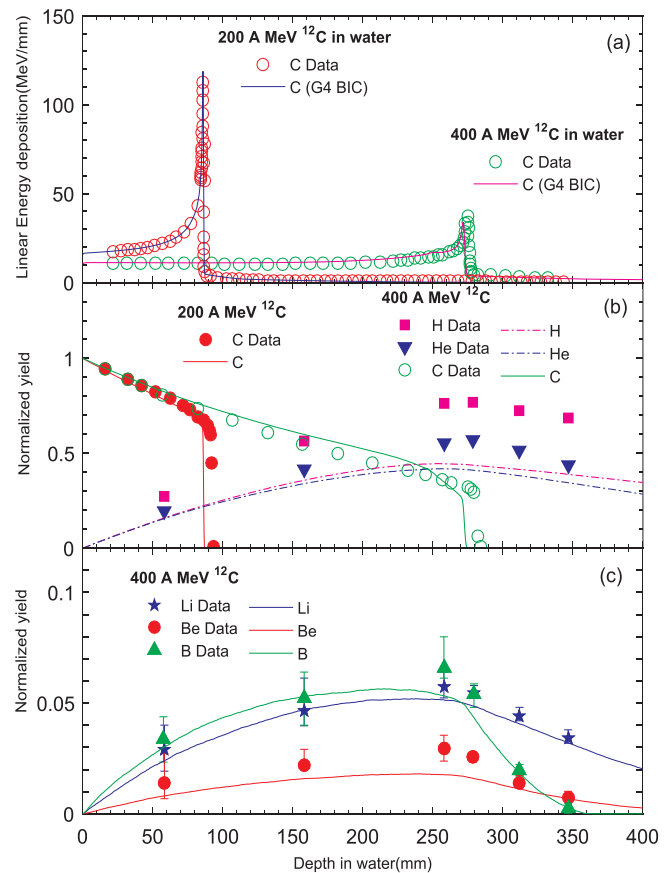 150
100
50
0
Linear Energy deposition(MeV/mm)
(a)
200 A MeV 12C in water
C Data
C (G4 BIC)
400 A MeV 12C in water
C Data
C (G4 BIC)
1
0.5
0
Normalized yield
(b)
200 A MeV 12C
C Data
C
400 A MeV 12C
H Data
He Data
C Data
H
He
C
0.1
0.05
0
Normalized yield
(c)
400 A MeV 12C
Li Data
Be Data
B Data
Li
Be
B
0 50 100 150 200 250 300 350 400
Depth in water(mm)